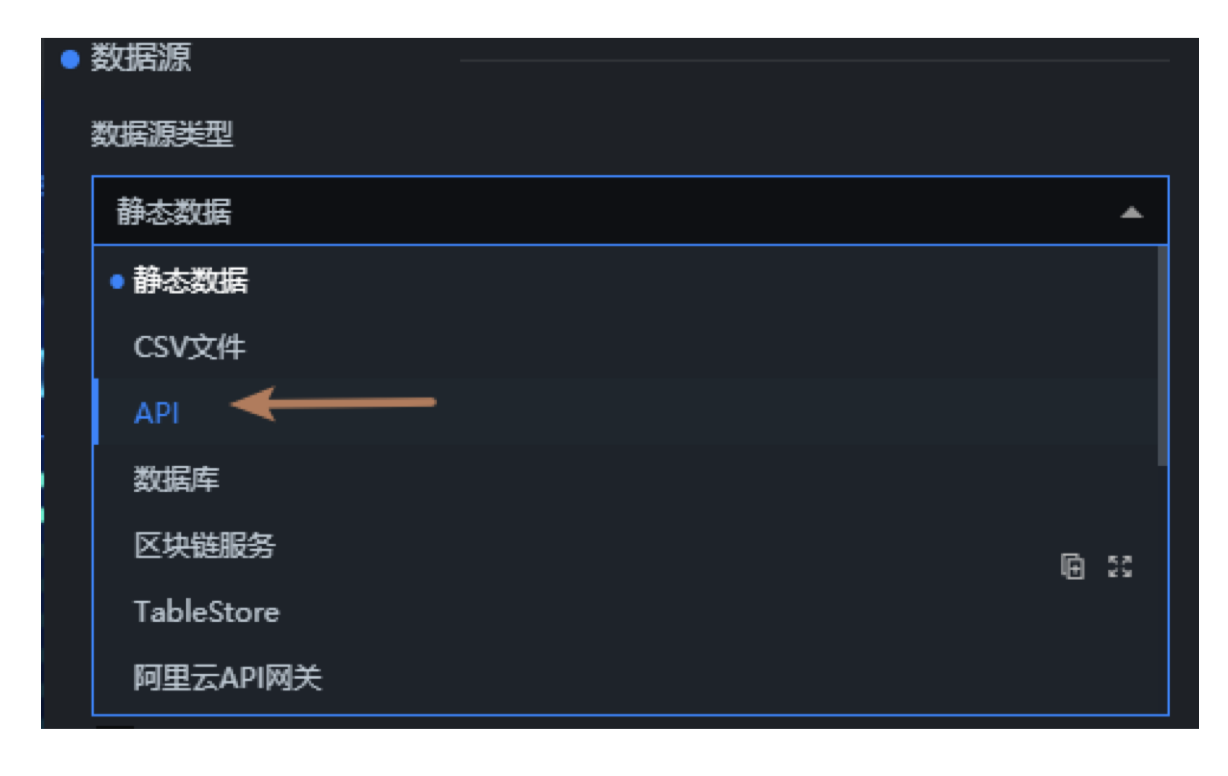 数据源
数据源类型
静态数据
静态数据
CSV文件
API
数据库
区块链服务
TableStore
阿里云API网关